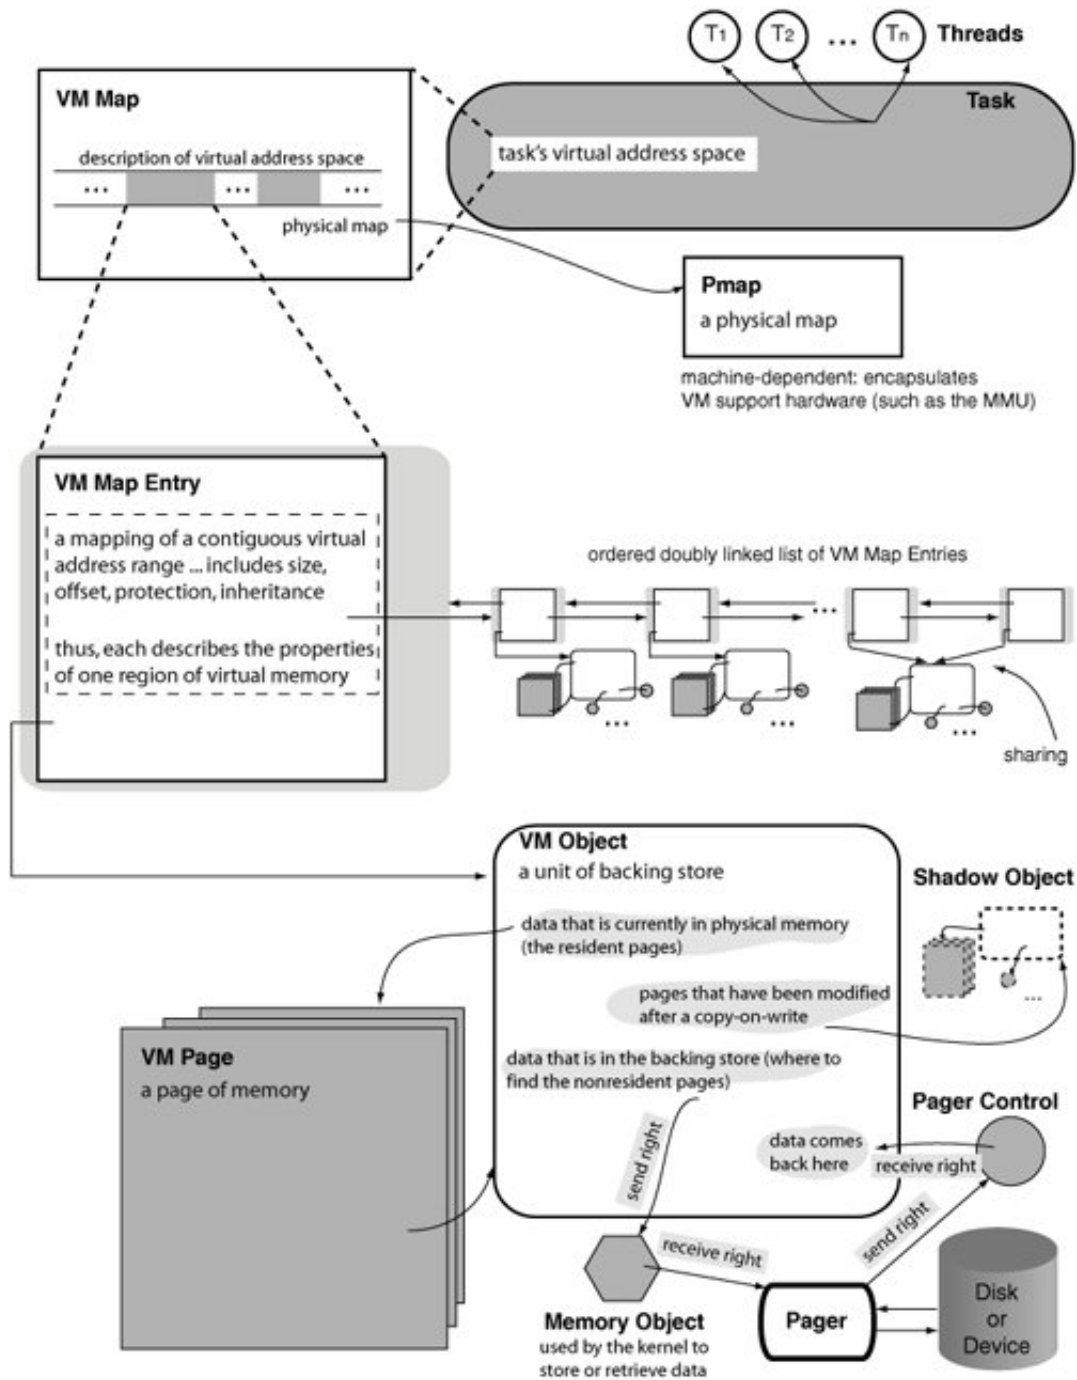 T1 T2 ... Tn Threads
VM Map
Task
description of virtual address space
task's virtual address space
... ... ...
physical map
Pmap
a physical map
machine-dependent: encapsulates
VM support hardware (such as the MMU)
VM Map Entry
a mapping of a contiguous virtual
address range ... includes size,
offset, protection, inheritance
thus, each describes the properties
of one region of virtual memory
ordered doubly linked list of VM Map Entries
...
... ... ...
sharing
VM Object
a unit of backing store
Shadow Object
data that is currently in physical memory
(the resident pages)
...
pages that have been modified
after a copy-on-write
VM Page
a page of memory
data that is in the backing store (where to
find the nonresident pages)
Pager Control
send right
data comes
back here
receive right
send right
receive right
Memory Object
used by the kernel to
store or retrieve data
Pager
Disk
or
Device